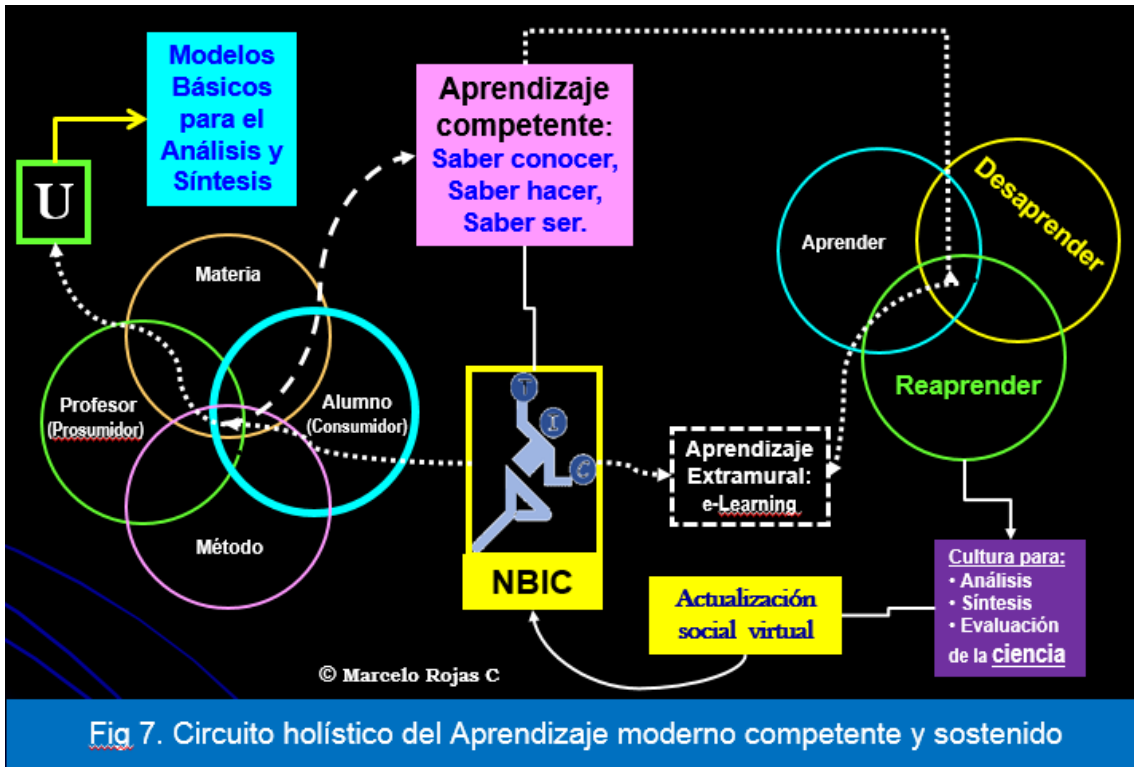 Modelos
Básicos
para el
Análisis y
Síntesis
U
Aprendizaje
competente:
Saber conocer,
Saber hacer,
Saber ser.
Materia
Profesor
(Prosumidor)
Alumno
(Consumidor)
Método
Aprender
Desaprender
Reaprender
T
I
C
NBIC
Aprendizaje
Extramural:
e-Learning
Actualización
social virtual
Cultura para:
• Análisis
• Síntesis
• Evaluación
de la ciencia
© Marcelo Rojas C
Fig 7. Circuito holístico del Aprendizaje moderno competente y sostenido